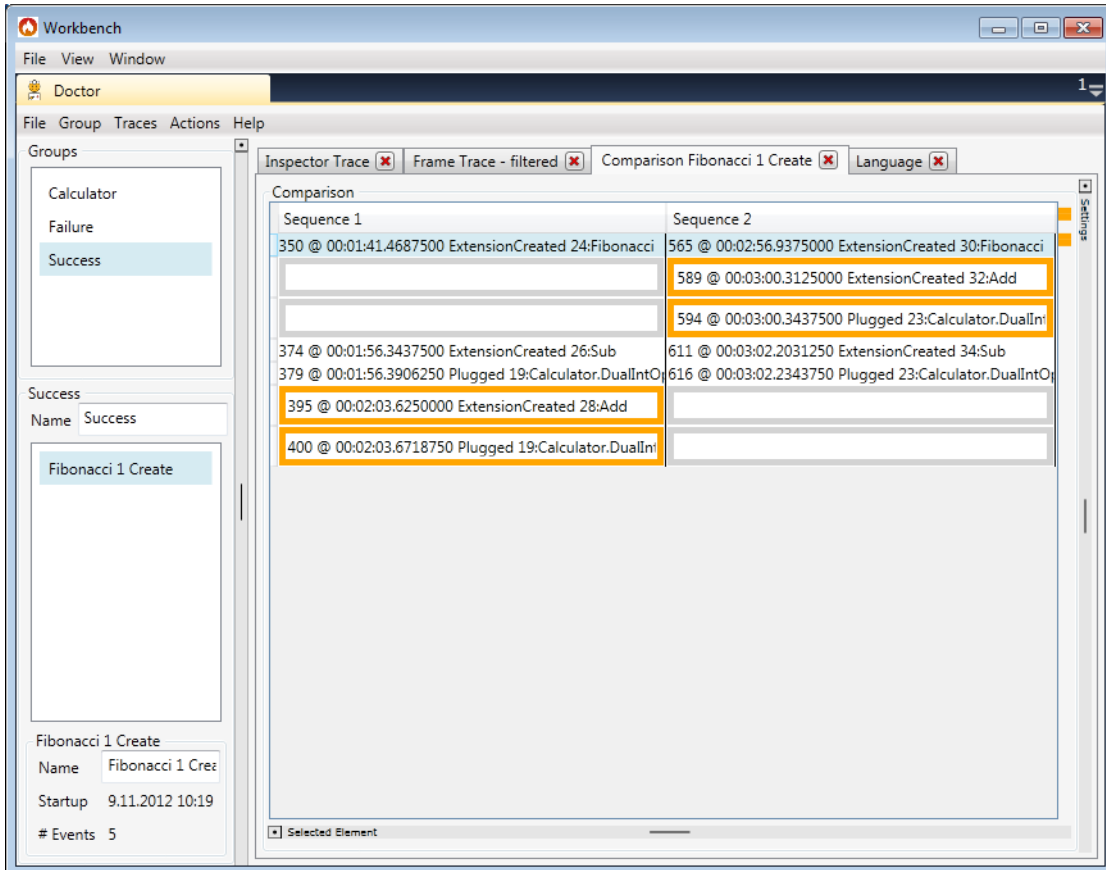 Workbench
File View Window
Doctor
1
File Group Traces Actions Help
Groups
Calculator
Failure
Success
Success
Name Success
Fibonacci 1 Create
Fibonacci 1 Create
Name Fibonacci 1 Crea
Startup 9.11.2012 10:19
# Events 5
Inspector Trace Frame Trace - filtered Comparison Fibonacci 1 Create Language
Comparison
Settings
Sequence 1 Sequence 2
350 @ 00:01:41.4687500 ExtensionCreated 24:Fibonacci 565 @ 00:02:56.9375000 ExtensionCreated 30:Fibonacci
589 @ 00:03:00.3125000 ExtensionCreated 32:Add
594 @ 00:03:00.3437500 Plugged 23:Calculator.DualInt
374 @ 00:01:56.3437500 ExtensionCreated 26:Sub 611 @ 00:03:02.2031250 ExtensionCreated 34:Sub
379 @ 00:01:56.3906250 Plugged 19:Calculator.DualIntOp 616 @ 00:03:02.2343750 Plugged 23:Calculator.DualIntOp
395 @ 00:02:03.6250000 ExtensionCreated 28:Add
400 @ 00:02:03.6718750 Plugged 19:Calculator.DualInt
Selected Element